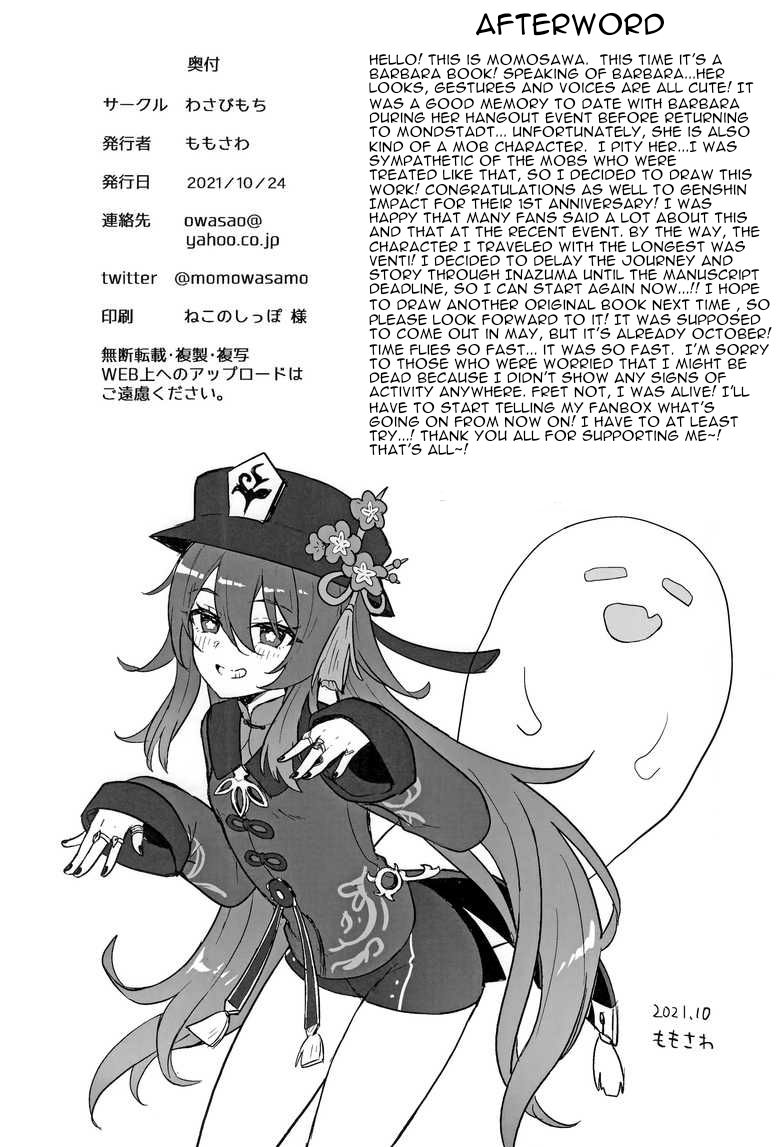 AFTERWORD
HELLO! THIS IS MOMOSAWA. THIS TIME IT'S A
BARBARA BOOK! SPEAKING OF BARBARA...HER
LOOKS, GESTURES AND VOICES ARE ALL CUTE! IT
WAS A GOOD MEMORY TO DATE WITH BARBARA
DURING HER HANGOUT EVENT BEFORE RETURNING
TO MONDSTADT... UNFORTUNATELY, SHE IS ALSO
KIND OF A MOB CHARACTER. I PITY HER...I WAS
SYMPATHETIC OF THE MOBS WHO WERE
TREATED LIKE THAT, SO I DECIDED TO DRAW THIS
WORK! CONGRATULATIONS AS WELL TO GENSHIN
IMPACT FOR THEIR 1ST ANNIVERSARY! I WAS
HAPPY THAT MANY FANS SAID A LOT ABOUT THIS
AND THAT AT THE RECENT EVENT. BY THE WAY, THE
CHARACTER I TRAVELED WITH THE LONGEST WAS
VENTI! I DECIDED TO DELAY THE JOURNEY AND
STORY THROUGH INAZUMA UNTIL THE MANUSCRIPT
DEADLINE, SO I CAN START AGAIN NOW...!! I HOPE
TO DRAW ANOTHER ORIGINAL BOOK NEXT TIME , SO
PLEASE LOOK FORWARD TO IT! IT WAS SUPPOSED
TO COME OUT IN MAY, BUT IT'S ALREADY OCTOBER!
TIME FLIES SO FAST... IT WAS SO FAST. I'M SORRY
TO THOSE WHO WERE WORRIED THAT I MIGHT BE
DEAD BECAUSE I DIDN'T SHOW ANY SIGNS OF
ACTIVITY ANYWHERE. FRET NOT, I WAS ALIVE! I'LL
HAVE TO START TELLING MY FANBOX WHAT'S
GOING ON FROM NOW ON! I HAVE TO AT LEAST
TRY...! THANK YOU ALL FOR SUPPORTING ME~!
THAT'S ALL~!
奥付
サークル わさびもち
発行者 ももさわ
発行日 2021/10/24
連絡先 owasao@
yahoo.co.jp
twitter @momowasamo
印刷 ねこのしっぽ 様
無断転載・複製・複写
WEB上へのアップロードは
ご遠慮ください。
2021.10
ももさわ